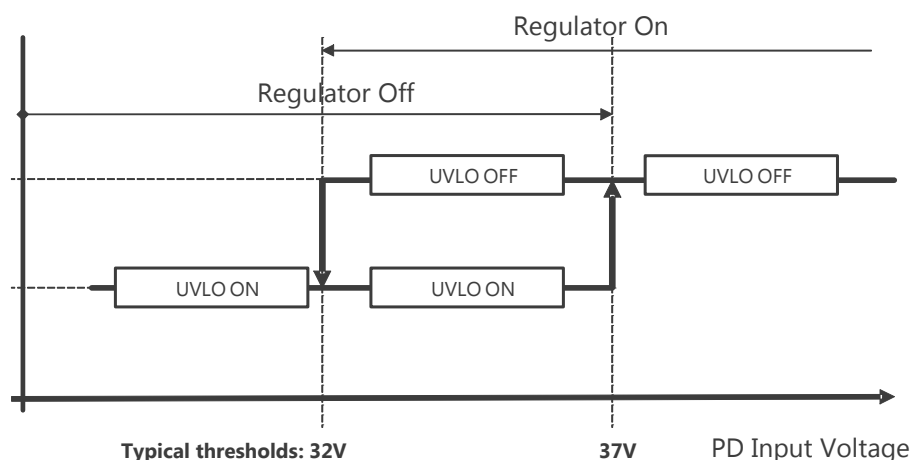 Regulator On
Regulator Off
UVLO OFF
UVLO OFF
UVLO ON
UVLO ON
Typical thresholds: 32V
37V
PD Input Voltage